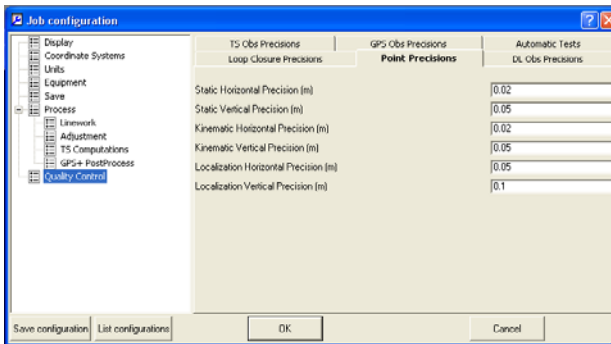 Job configuration
Display
Coordinate Systems
Units
Equipment
Save
Process
Linework
Adjustment
TS Computations
GPS+ PostProcess
Quality Control
TS Obs Precisions
GPS Obs Precisions
Automatic Tests
Loop Closure Precisions
Point Precisions
DL Obs Precisions
Static Horizontal Precision (m) 0.02
Static Vertical Precision (m) 0.05
Kinematic Horizontal Precision (m) 0.02
Kinematic Vertical Precision (m) 0.05
Localization Horizontal Precision (m) 0.05
Localization Vertical Precision (m) 0.1
Save configuration
List configurations
OK
Cancel